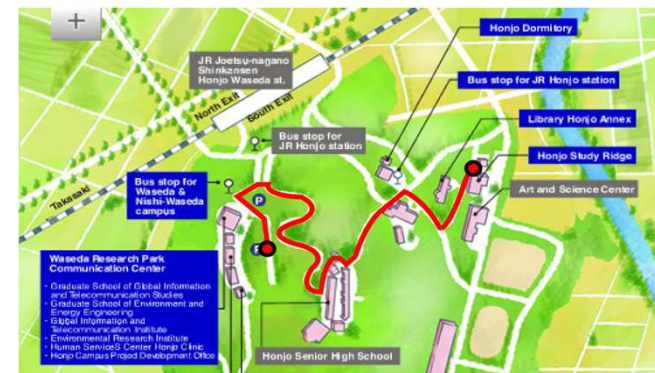 +
Honjo Dormitory
JR Joetsu-nagano
Shinkansen
Honjo Waseda st.
Bus stop for JR Honjo station
North Exit
South Exit
Library Honjo Annex
Bus stop for
JR Honjo station
Honjo Study Ridge
Takasaki
Bus stop for
Waseda &
Nishi-Waseda
campus
Art and Science Center
P
P
Waseda Research Park
Communication Center
· Graduate School of Global Information
and Telecommunication Studies
· Graduate School of Environment and
Energy Engineering
· Global Information and
Telecommunication Institute
· Environmental Research Institute
· Human ServiceS Center Honjo Clinic
· Honjo Campus Project Development Office
Honjo Senior High School